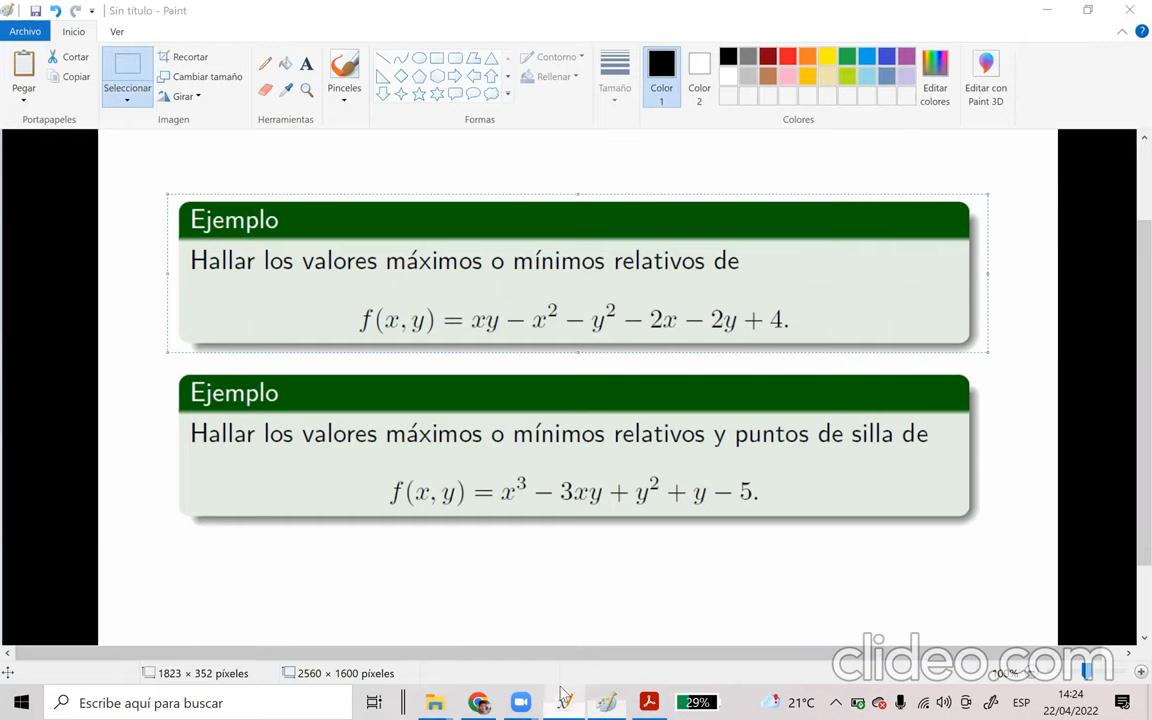 Sin título - Paint
Archivo
Inicio
Ver
Pegar
Cortar
Copiar
Portapapeles
Seleccionar
Recortar
Cambiar tamaño
Girar
Imagen
A
Herramientas
Pinceles
Contorno
Rellenar
Formas
Tamaño
Color
1
Color
2
Editar
colores
Colores
Editar con
Paint 3D
Ejemplo
Hallar los valores máximos o mínimos relativos de
f(x, y) = xy − x² − y² − 2x − 2y + 4.
Ejemplo
Hallar los valores máximos o mínimos relativos y puntos de silla de
f(x, y) = x³ − 3xy + y² + y − 5.
clideo.com
1823 × 352 píxeles
2560 × 1600 píxeles
100%
Escribe aquí para buscar
29%
21°C
ESP
14:24
22/04/2022